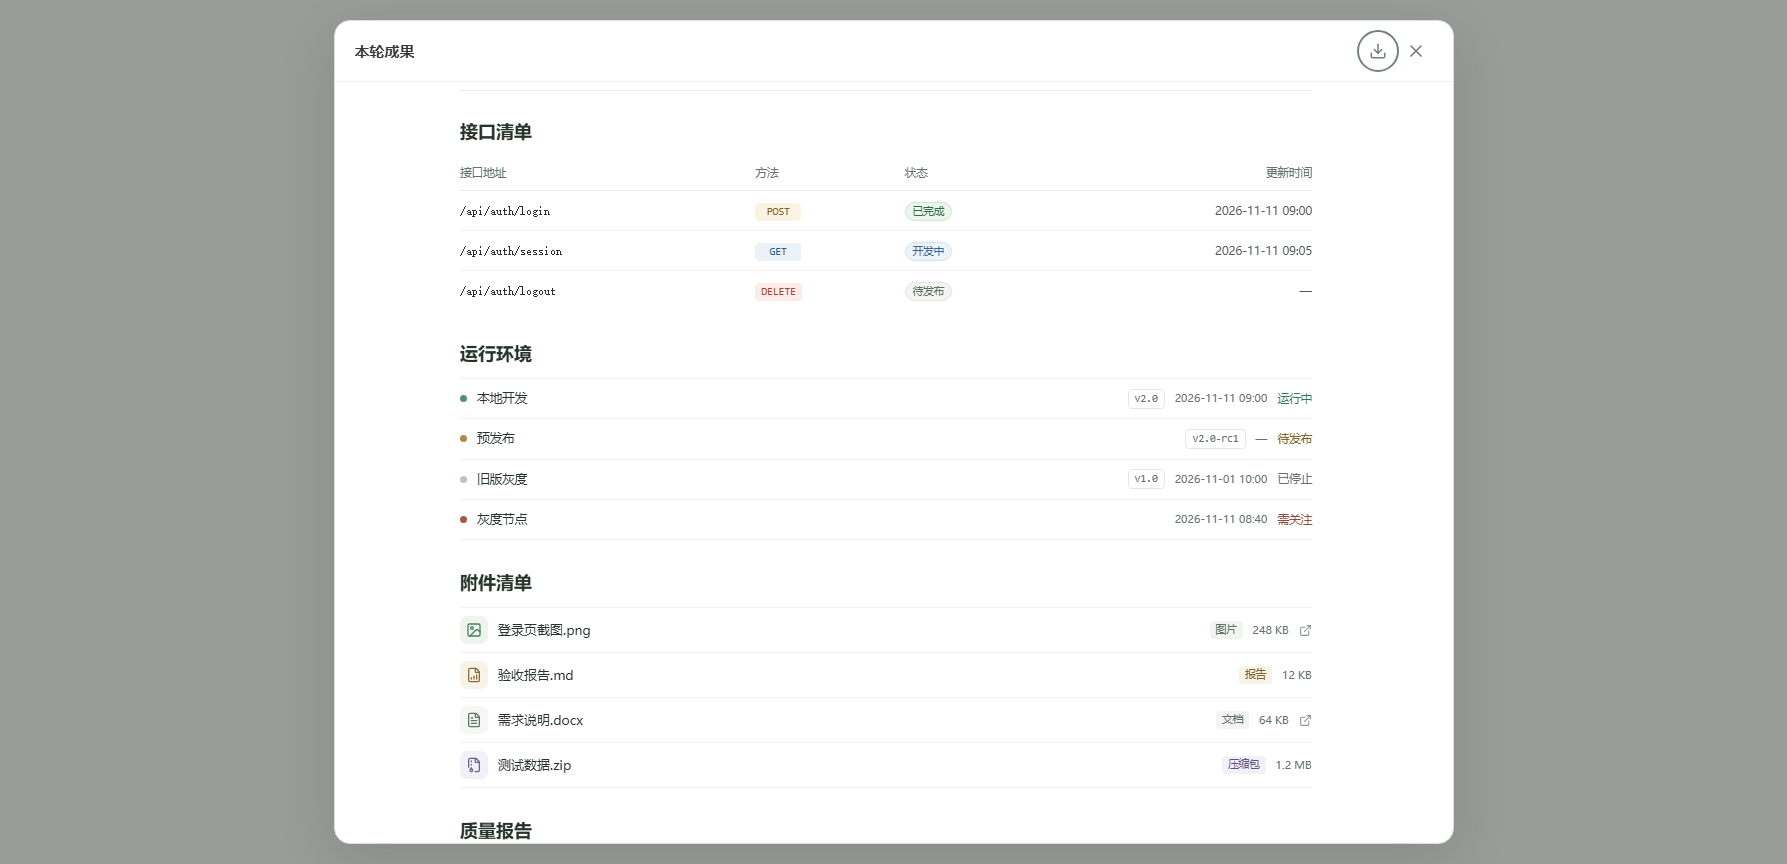 本轮成果
接口清单
接口地址 方法 状态 更新时间
/api/auth/login POST 已完成 2026-11-11 09:00
/api/auth/session GET 开发中 2026-11-11 09:05
/api/auth/logout DELETE 待发布 —
运行环境
本地开发 v2.0 2026-11-11 09:00 运行中
预发布 v2.0-rc1 — 待发布
旧版灰度 v1.0 2026-11-01 10:00 已停止
灰度节点 2026-11-11 08:40 需关注
附件清单
登录页截图.png 图片 248 KB
验收报告.md 报告 12 KB
需求说明.docx 文档 64 KB
测试数据.zip 压缩包 1.2 MB
质量报告